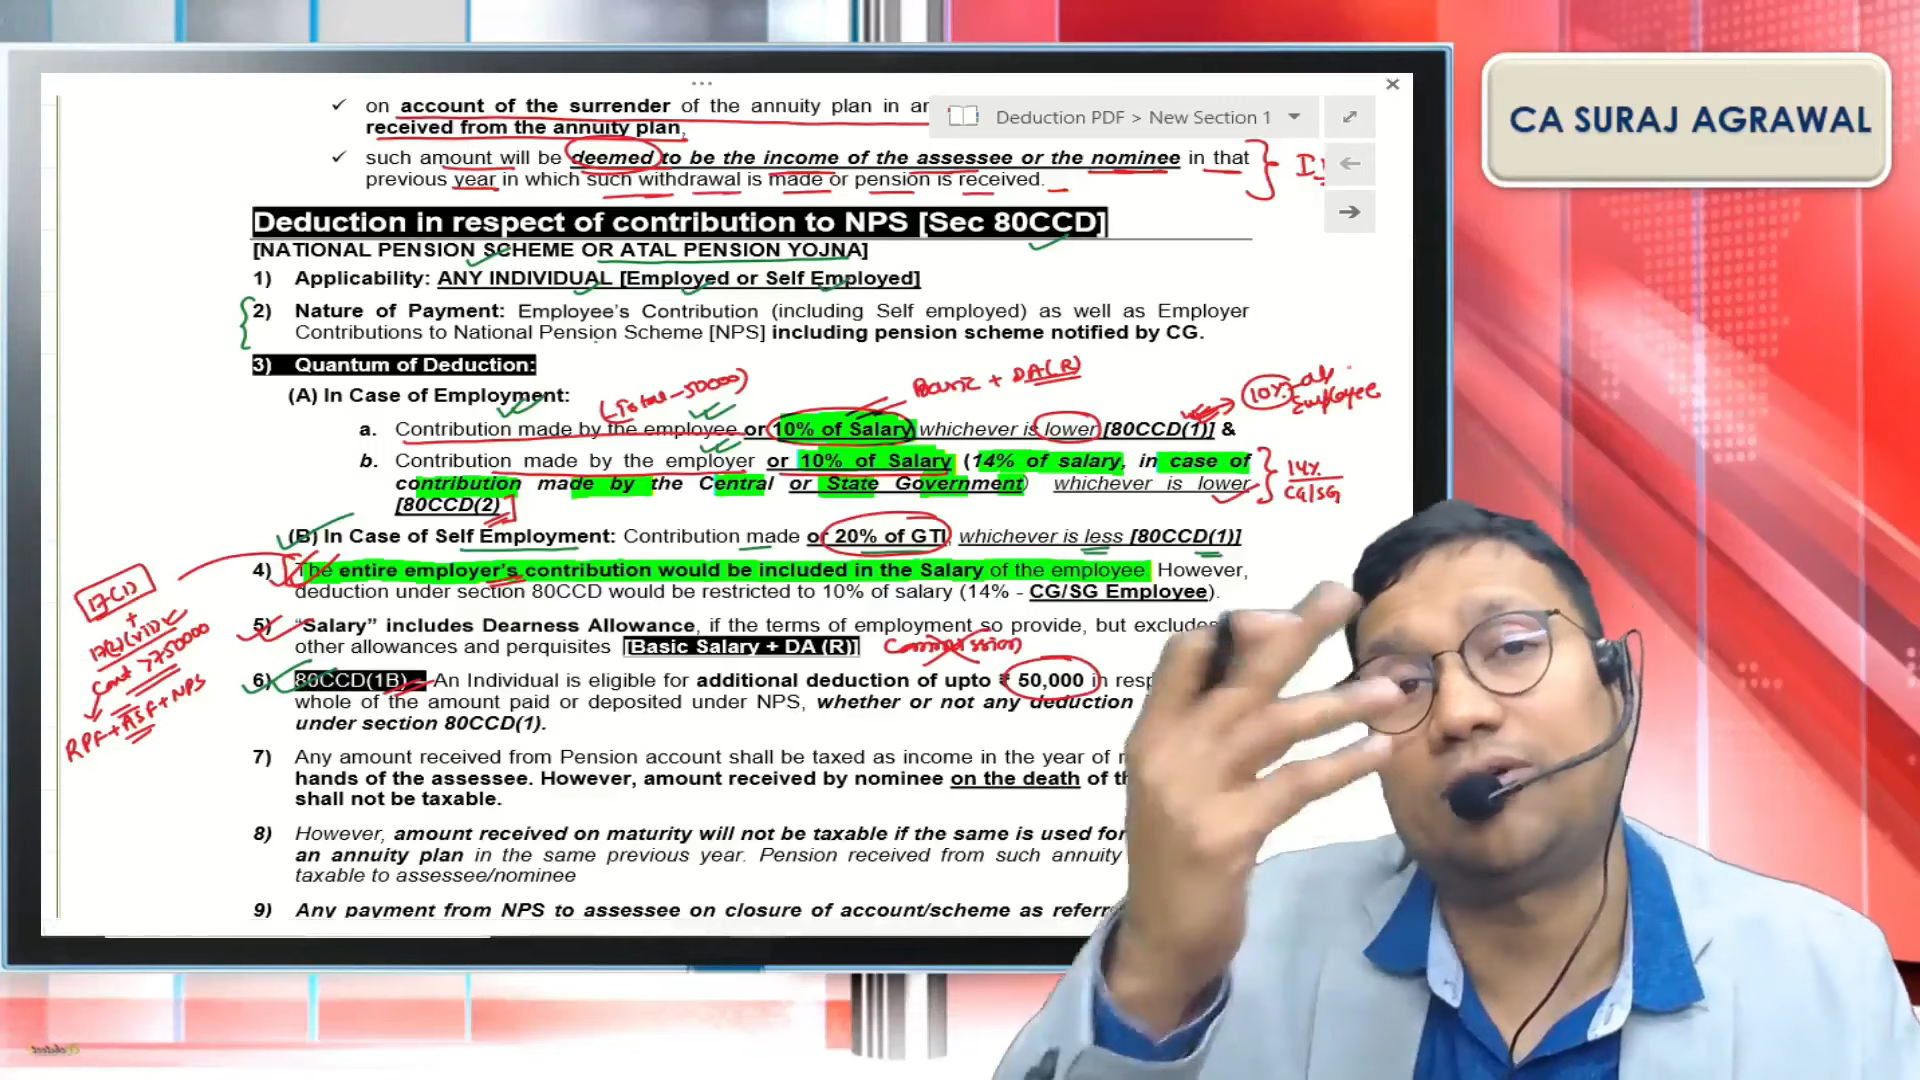 CA SURAJ AGRAWAL
Deduction PDF > New Section 1
✓ on account of the surrender of the annuity plan in
received from the annuity plan,
✓ such amount will be deemed to be the income of the assessee or the nominee in that
previous year in which such withdrawal is made or pension is received.
Deduction in respect of contribution to NPS [Sec 80CCD]
[NATIONAL PENSION SCHEME OR ATAL PENSION YOJNA]
1) Applicability: ANY INDIVIDUAL [Employed or Self Employed]
2) Nature of Payment: Employee's Contribution (including Self employed) as well as Employer
Contributions to National Pension Scheme [NPS] including pension scheme notified by CG.
3) Quantum of Deduction:
(Total-50000)
Basic + DA(R)
(A) In Case of Employment:
10%
Employee
a. Contribution made by the employee or 10% of Salary whichever is lower [80CCD(1)] &
b. Contribution made by the employer or 10% of Salary (14% of salary, in case of
contribution made by the Central or State Government) whichever is lower
[80CCD(2)]
14%
CG/SG
(B) In Case of Self Employment: Contribution made or 20% of GTI, whichever is less [80CCD(1)]
4) The entire employer's contribution would be included in the Salary of the employee. However,
deduction under section 80CCD would be restricted to 10% of salary (14% - CG/SG Employee).
17(1)
+
17(2)(vii)
Cont >750000
RPF+ASF+NPS
5) "Salary" includes Dearness Allowance, if the terms of employment so provide, but excludes
other allowances and perquisites [Basic Salary + DA (R)] Commission
6) 80CCD(1B) - An Individual is eligible for additional deduction of upto ₹ 50,000 in
whole of the amount paid or deposited under NPS, whether or not any deduction
under section 80CCD(1).
7) Any amount received from Pension account shall be taxed as income in the year of
hands of the assessee. However, amount received by nominee on the death of
shall not be taxable.
8) However, amount received on maturity will not be taxable if the same is used for
an annuity plan in the same previous year. Pension received from such annuity
taxable to assessee/nominee
9) Any payment from NPS to assessee on closure of account/scheme as